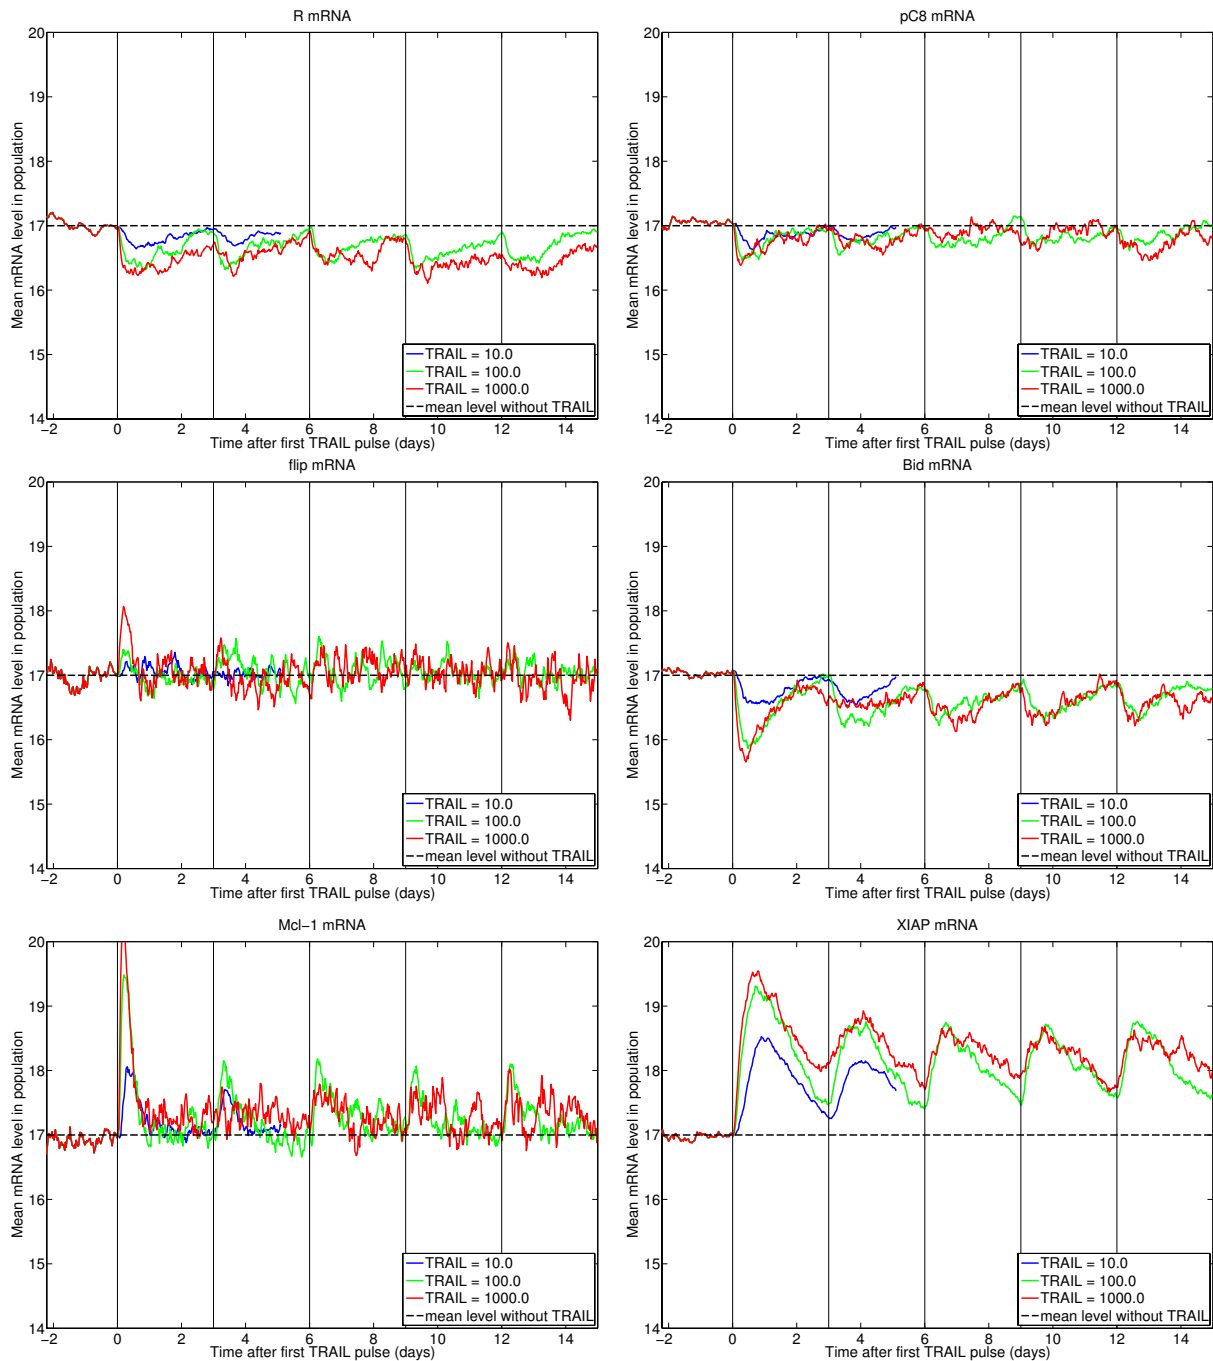 R mRNA
20
19
18
17
16
15
14
Mean mRNA level in population
−2 0 2 4 6 8 10 12 14
Time after first TRAIL pulse (days)
TRAIL = 10.0
TRAIL = 100.0
TRAIL = 1000.0
mean level without TRAIL
pC8 mRNA
20
19
18
17
16
15
14
Mean mRNA level in population
−2 0 2 4 6 8 10 12 14
Time after first TRAIL pulse (days)
TRAIL = 10.0
TRAIL = 100.0
TRAIL = 1000.0
mean level without TRAIL
flip mRNA
20
19
18
17
16
15
14
Mean mRNA level in population
−2 0 2 4 6 8 10 12 14
Time after first TRAIL pulse (days)
TRAIL = 10.0
TRAIL = 100.0
TRAIL = 1000.0
mean level without TRAIL
Bid mRNA
20
19
18
17
16
15
14
Mean mRNA level in population
−2 0 2 4 6 8 10 12 14
Time after first TRAIL pulse (days)
TRAIL = 10.0
TRAIL = 100.0
TRAIL = 1000.0
mean level without TRAIL
Mcl−1 mRNA
20
19
18
17
16
15
14
Mean mRNA level in population
−2 0 2 4 6 8 10 12 14
Time after first TRAIL pulse (days)
TRAIL = 10.0
TRAIL = 100.0
TRAIL = 1000.0
mean level without TRAIL
XIAP mRNA
20
19
18
17
16
15
14
Mean mRNA level in population
−2 0 2 4 6 8 10 12 14
Time after first TRAIL pulse (days)
TRAIL = 10.0
TRAIL = 100.0
TRAIL = 1000.0
mean level without TRAIL